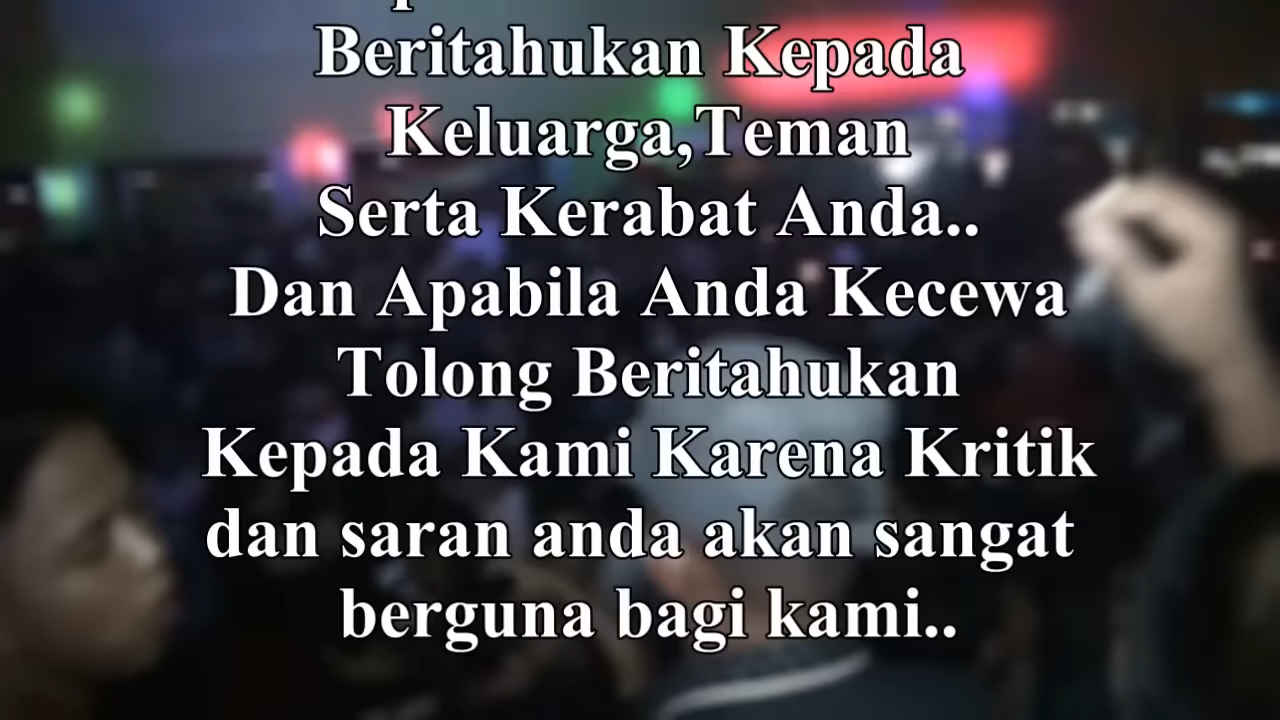 Beritahukan Kepada
Keluarga,Teman
Serta Kerabat Anda..
Dan Apabila Anda Kecewa
Tolong Beritahukan
Kepada Kami Karena Kritik
dan saran anda akan sangat
berguna bagi kami..